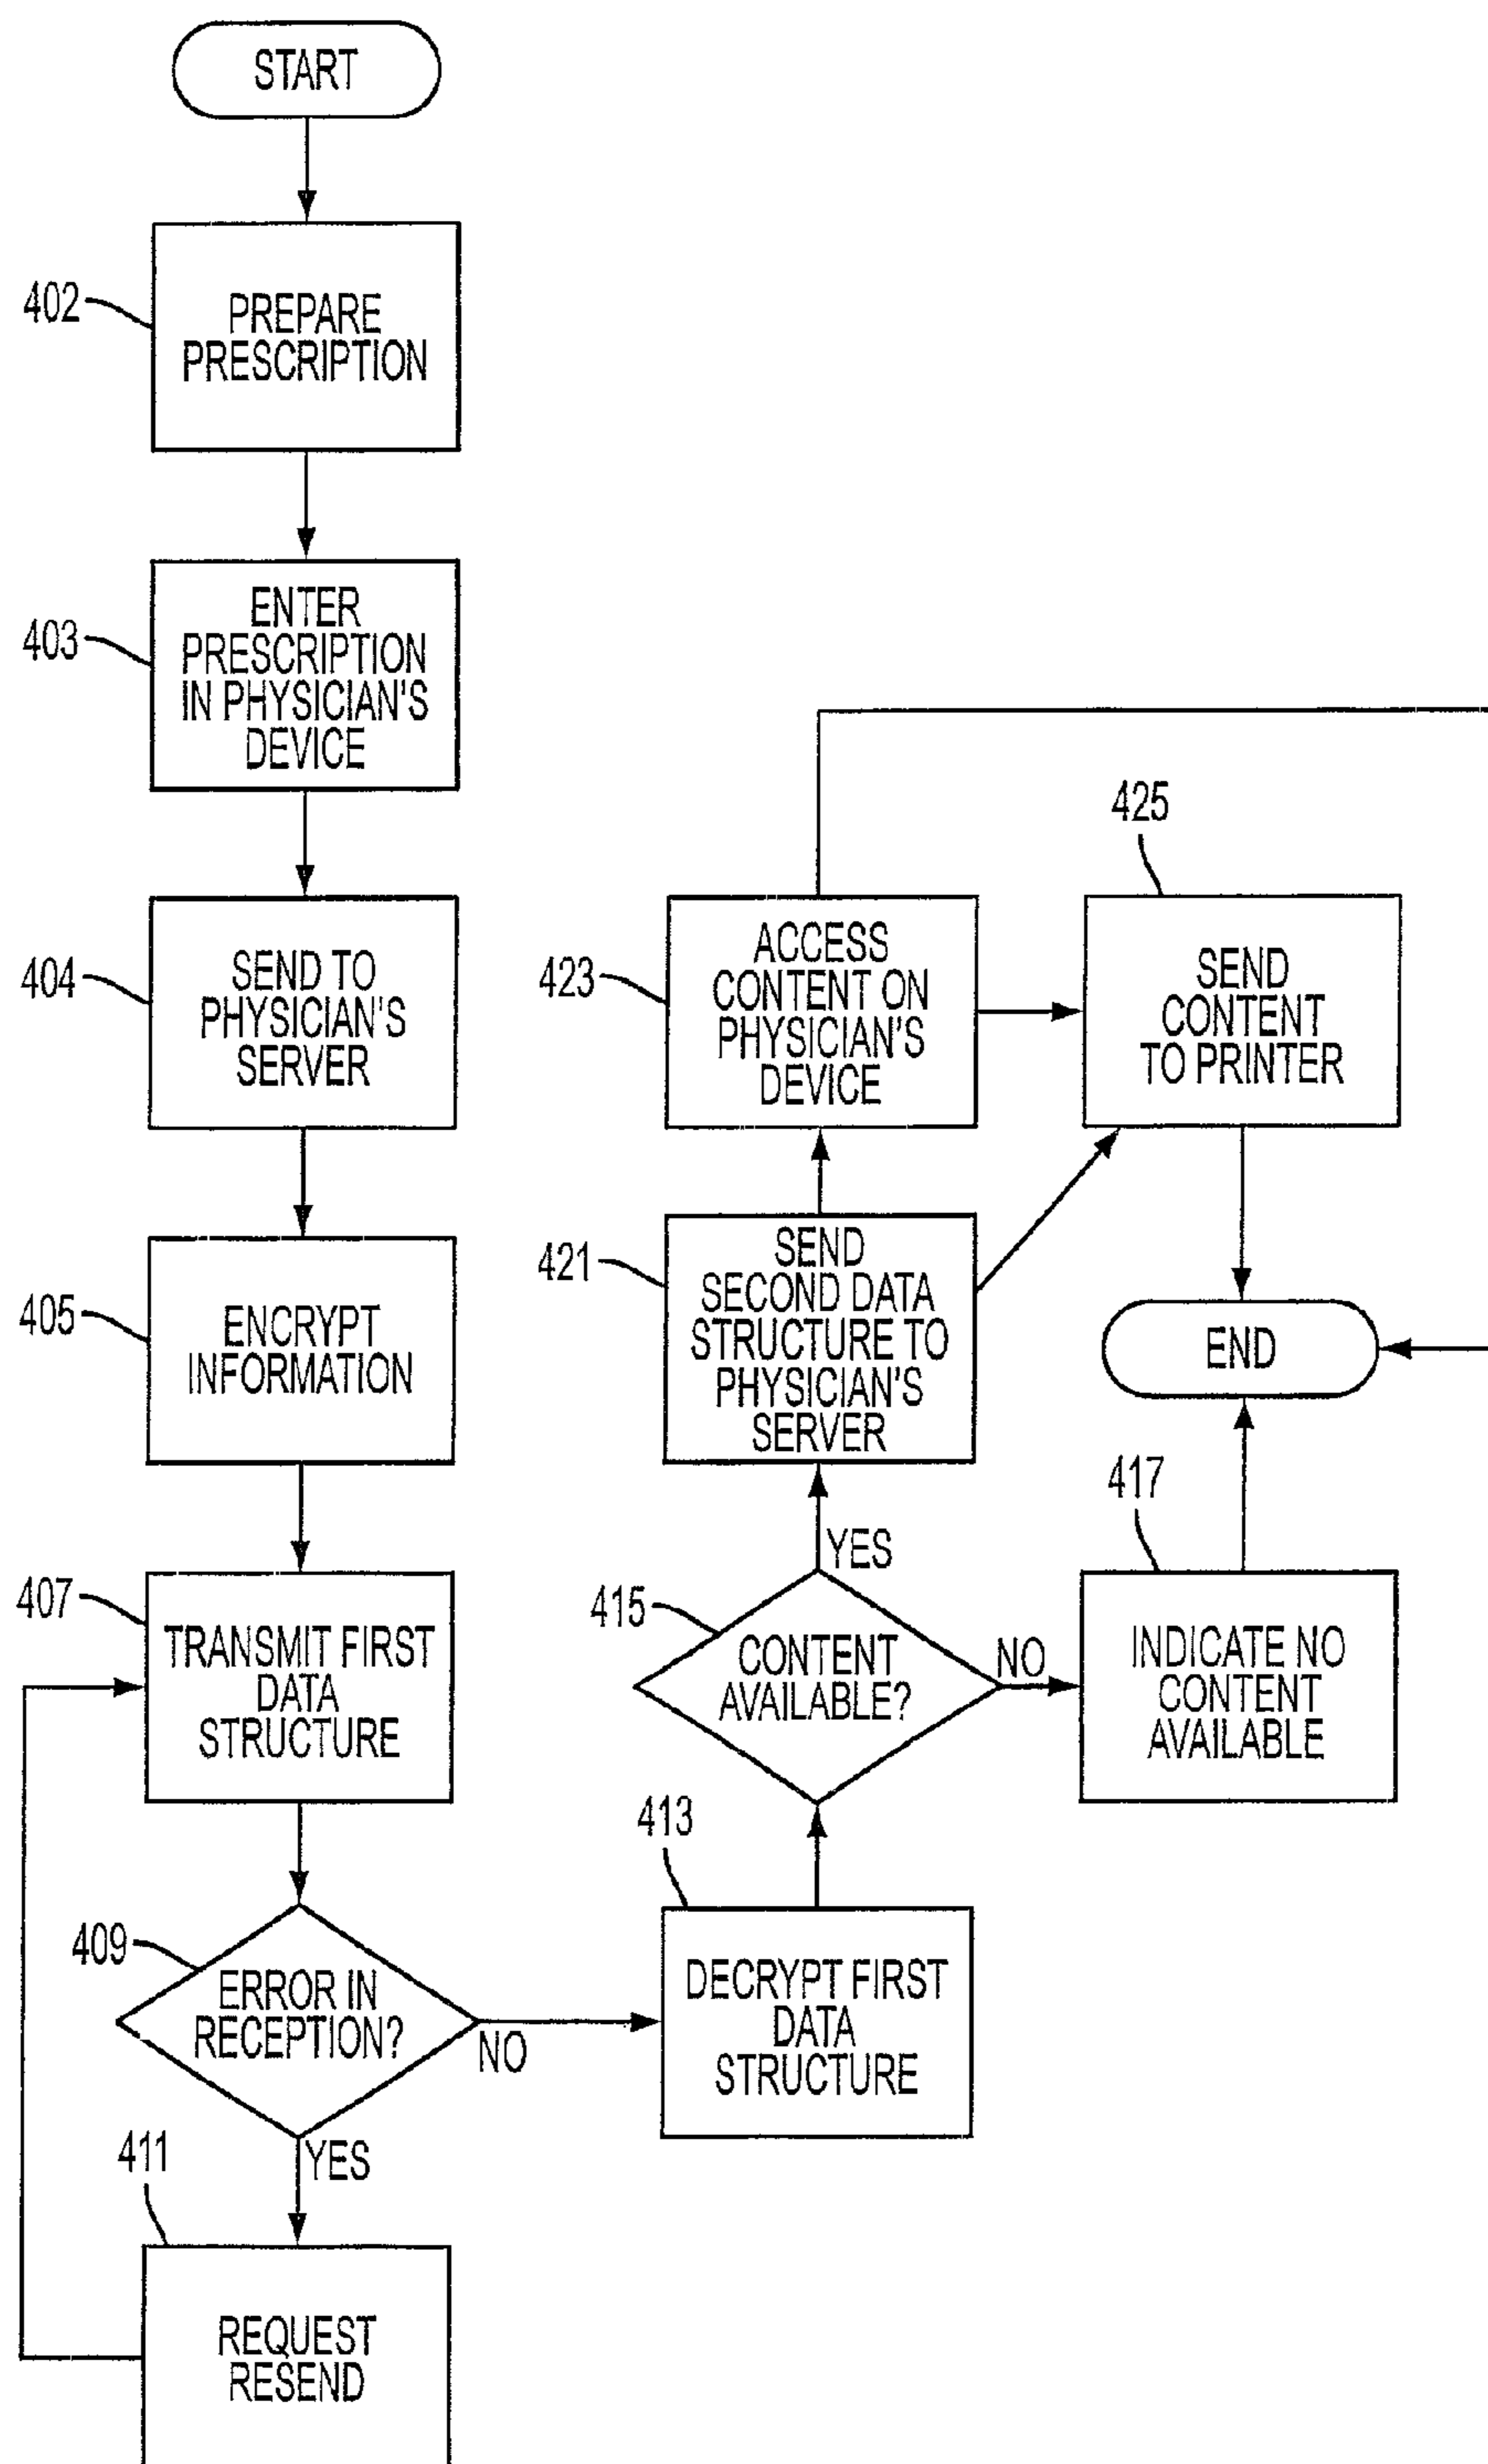 START
402
PREPARE
PRESCRIPTION
403
ENTER
PRESCRIPTION
IN PHYSICIAN'S
DEVICE
404
SEND TO
PHYSICIAN'S
SERVER
405
ENCRYPT
INFORMATION
407
TRANSMIT FIRST
DATA
STRUCTURE
409
ERROR IN
RECEPTION?
NO
YES
411
REQUEST
RESEND
413
DECRYPT FIRST
DATA
STRUCTURE
415
CONTENT
AVAILABLE?
YES
NO
417
INDICATE NO
CONTENT
AVAILABLE
421
SEND
SECOND DATA
STRUCTURE TO
PHYSICIAN'S
SERVER
423
ACCESS
CONTENT ON
PHYSICIAN'S
DEVICE
425
SEND
CONTENT
TO PRINTER
END